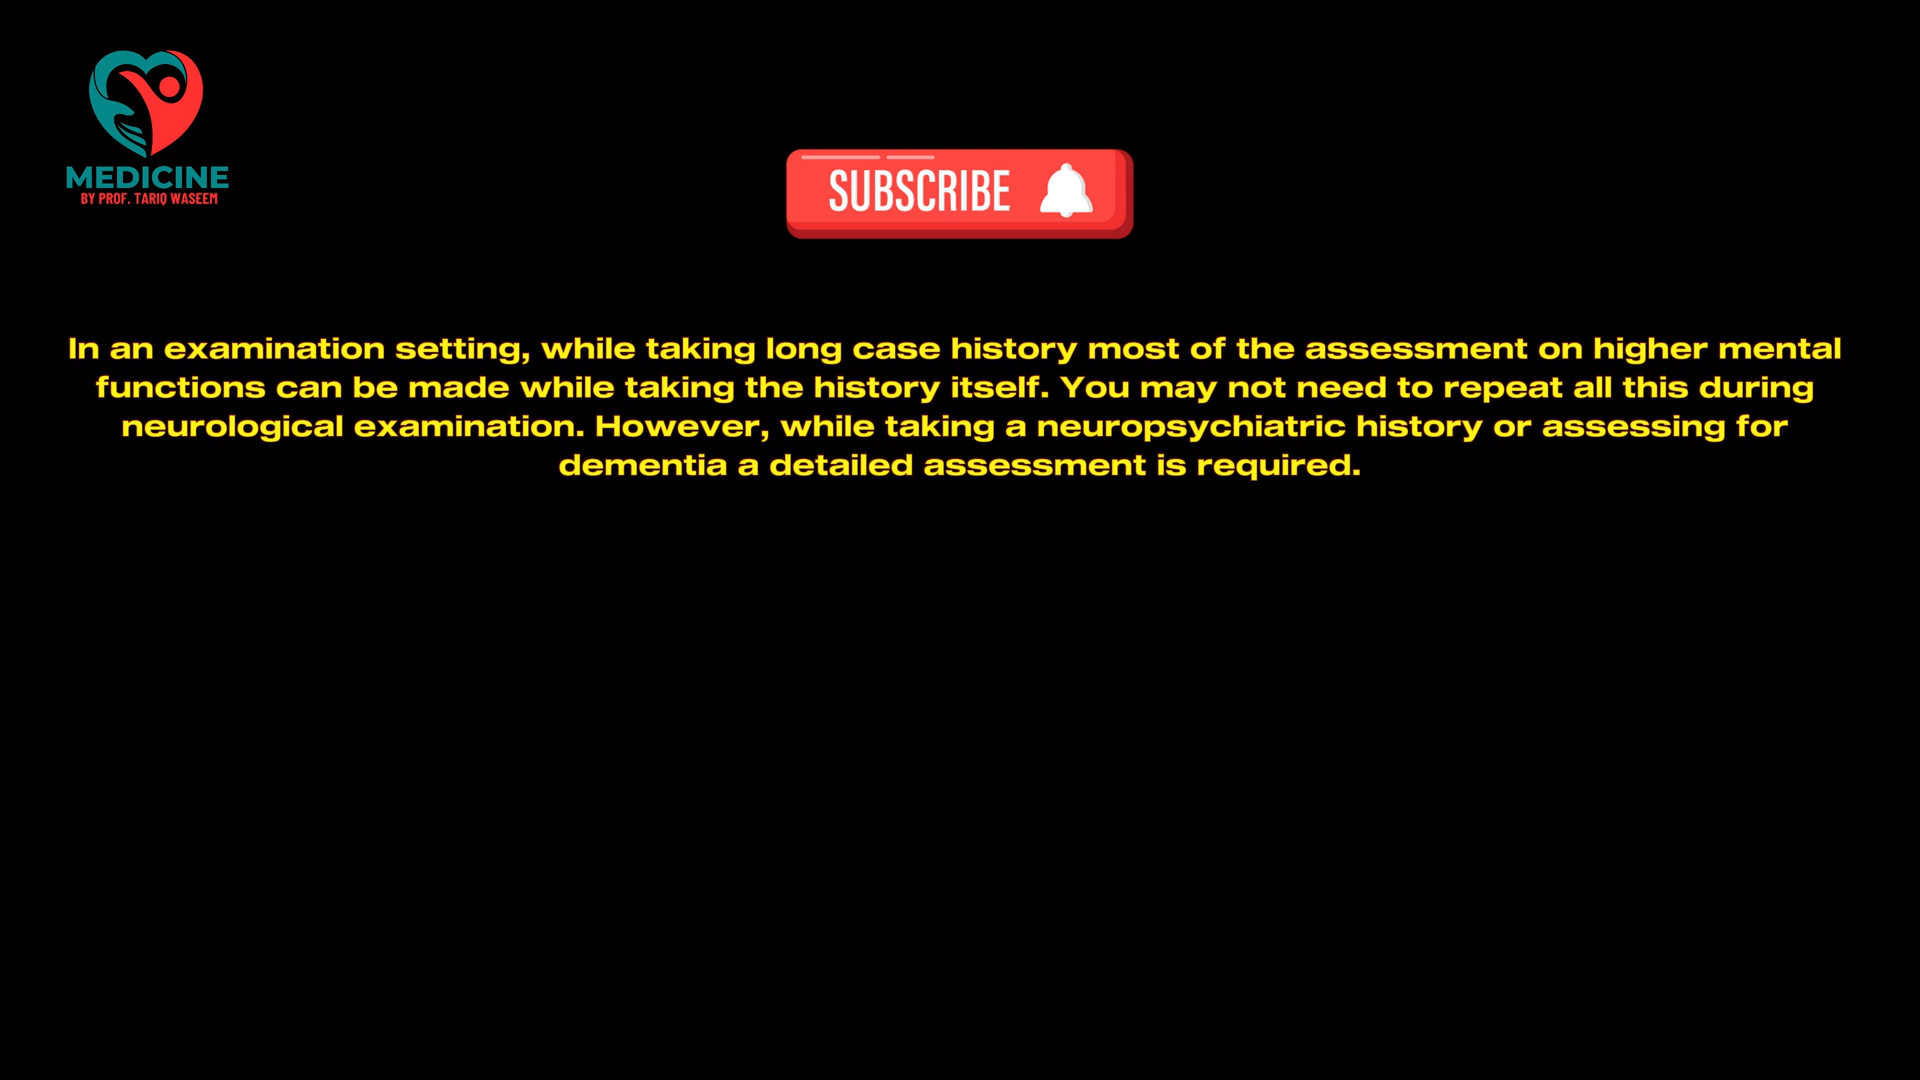 MEDICINE
BY PROF. TARIQ WASEEM
SUBSCRIBE
In an examination setting, while taking long case history most of the assessment on higher mental
functions can be made while taking the history itself. You may not need to repeat all this during
neurological examination. However, while taking a neuropsychiatric history or assessing for
dementia a detailed assessment is required.